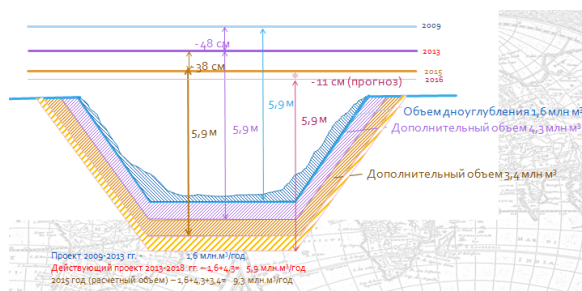 2009
-48 см
2013
-38 см
2015
2016
-11 см (прогноз)
5,9 м
5,9 м
5,9 м
5,9 м
Объем дноуглубления 1,6 млн м³
Дополнительный объем 4,3 млн м³
Дополнительный объем 3,4 млн м³
Проект 2009-2013 гг. - 1,6 млн.м³/год
Действующий проект 2013-2018 гг. – 1,6+4,3= 5,9 млн.м³/год
2015 год (расчетный объем) – 1,6+4,3+3,4= 9,3 млн.м³/год